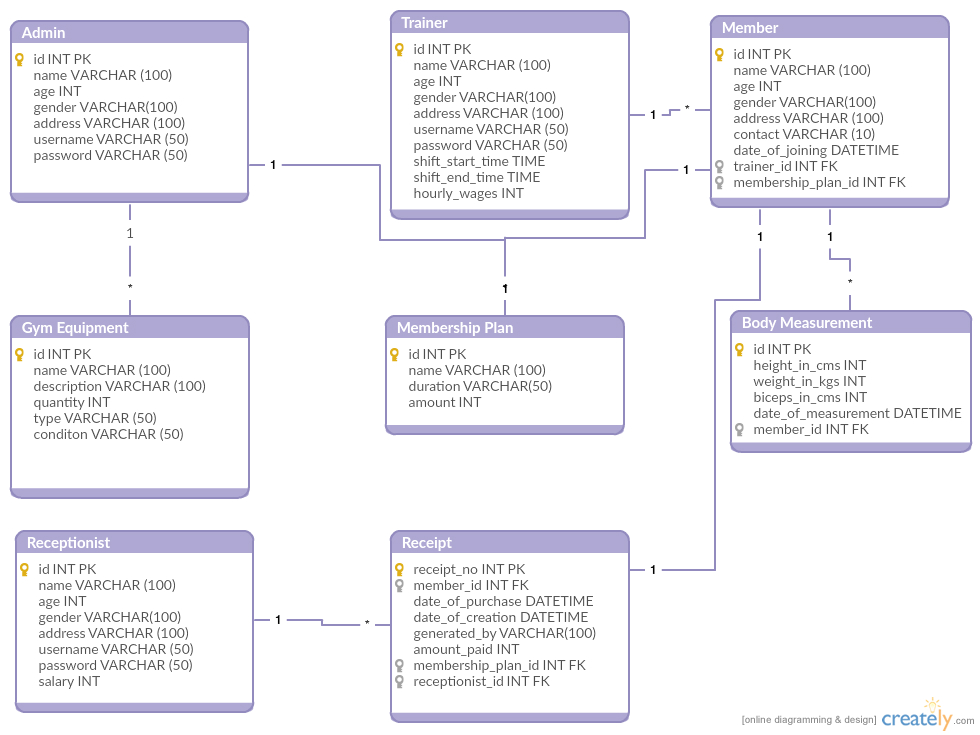 Admin
id INT PK
name VARCHAR (100)
age INT
gender VARCHAR(100)
address VARCHAR (100)
username VARCHAR (50)
password VARCHAR (50)
Trainer
id INT PK
name VARCHAR (100)
age INT
gender VARCHAR(100)
address VARCHAR (100)
username VARCHAR (50)
password VARCHAR (50)
shift_start_time TIME
shift_end_time TIME
hourly_wages INT
Member
id INT PK
name VARCHAR (100)
age INT
gender VARCHAR(100)
address VARCHAR (100)
contact VARCHAR (10)
date_of_joining DATETIME
trainer_id INT FK
membership_plan_id INT FK
1
*
1
1
1
*
1
1
1
*
Gym Equipment
id INT PK
name VARCHAR (100)
description VARCHAR (100)
quantity INT
type VARCHAR (50)
conditon VARCHAR (50)
Membership Plan
id INT PK
name VARCHAR (100)
duration VARCHAR(50)
amount INT
Body Measurement
id INT PK
height_in_cms INT
weight_in_kgs INT
biceps_in_cms INT
date_of_measurement DATETIME
member_id INT FK
Receptionist
id INT PK
name VARCHAR (100)
age INT
gender VARCHAR(100)
address VARCHAR (100)
username VARCHAR (50)
password VARCHAR (50)
salary INT
1
*
Receipt
receipt_no INT PK
member_id INT FK
date_of_purchase DATETIME
date_of_creation DATETIME
generated_by VARCHAR(100)
amount_paid INT
membership_plan_id INT FK
receptionist_id INT FK
1
[online diagramming & design] creately.com